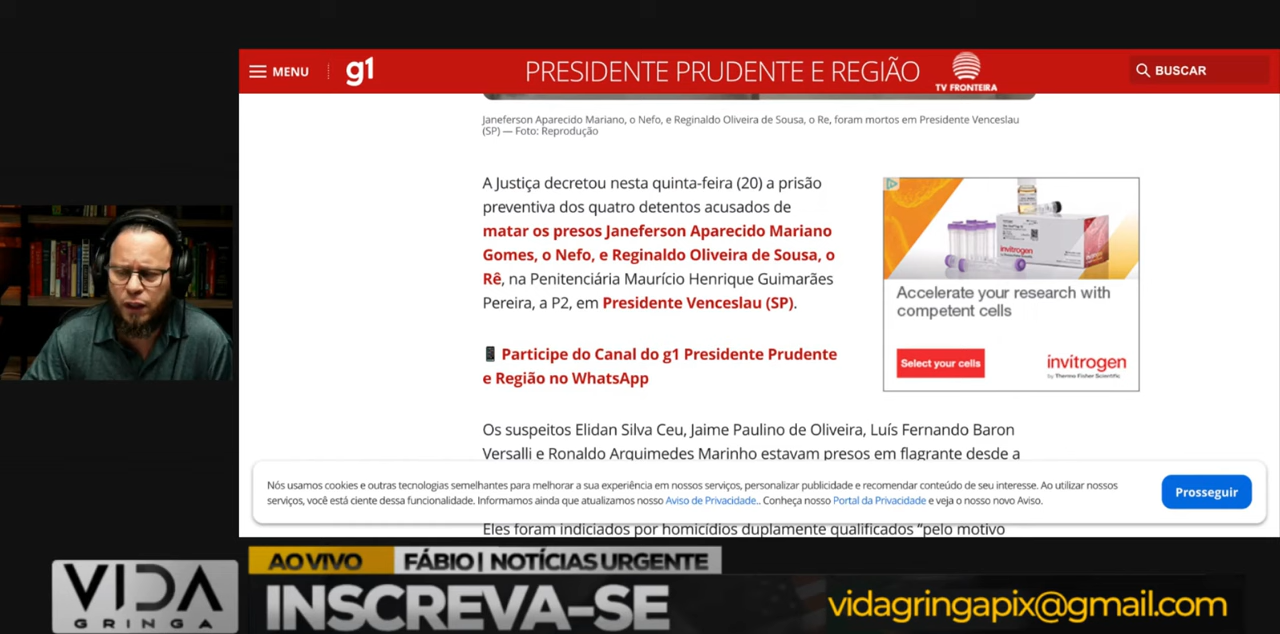 MENU
g1
PRESIDENTE PRUDENTE E REGIÃO
TV FRONTEIRA
BUSCAR
Janeferson Aparecido Mariano, o Nefo, e Reginaldo Oliveira de Sousa, o Re, foram mortos em Presidente Venceslau
(SP) — Foto: Reprodução
A Justiça decretou nesta quinta-feira (20) a prisão
preventiva dos quatro detentos acusados de
matar os presos Janeferson Aparecido Mariano
Gomes, o Nefo, e Reginaldo Oliveira de Sousa, o
Rê, na Penitenciária Maurício Henrique Guimarães
Pereira, a P2, em Presidente Venceslau (SP).
invitrogen
Accelerate your research with
competent cells
Select your cells
invitrogen
by Thermo Fisher Scientific
Participe do Canal do g1 Presidente Prudente
e Região no WhatsApp
Os suspeitos Elidan Silva Ceu, Jaime Paulino de Oliveira, Luís Fernando Baron
Versalli e Ronaldo Arquimedes Marinho estavam presos em flagrante desde a
Nós usamos cookies e outras tecnologias semelhantes para melhorar a sua experiência em nossos serviços, personalizar publicidade e recomendar conteúdo de seu interesse. Ao utilizar nossos
serviços, você está ciente dessa funcionalidade. Informamos ainda que atualizamos nosso Aviso de Privacidade.. Conheça nosso Portal da Privacidade e veja o nosso novo Aviso.
Prosseguir
Eles foram indiciados por homicídios duplamente qualificados “pelo motivo
AO VIVO
FÁBIO | NOTÍCIAS URGENTE
VIDA
GRINGA
INSCREVA-SE
vidagringapix@gmail.com